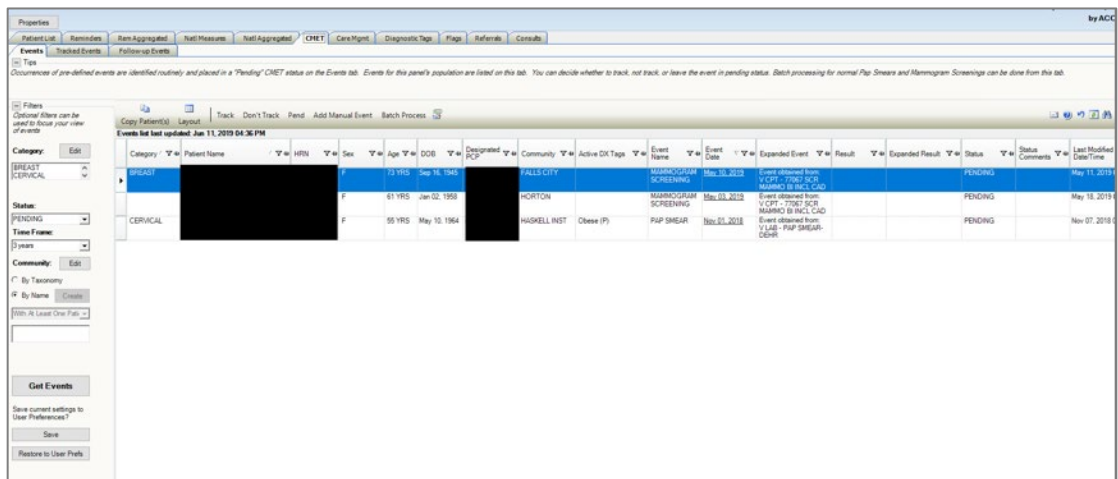 by ACC
Properties
Patient List Reminders Rem Aggregated Natl Measures Natl Aggregated CMET Care Mgmt Diagnostic Tags Flags Referrals Consults
Events Tracked Events Follow-up Events
Tips
Occurrences of pre-defined events are identified routinely and placed in a "Pending" CMET status on the Events tab. Events for this panel's population are listed on this tab. You can decide whether to track, not track, or leave the event in pending status. Batch processing for normal Pap Smears and Mammogram Screenings can be done from this tab.
Filters
Optional filters can be
used to focus your view
of events
Category: Edit
BREAST
CERVICAL
Status:
PENDING
Time Frame:
3 years
Community: Edit
By Taxonomy
By Name Create
With At Least One Pati
Get Events
Save current settings to
User Preferences?
Save
Restore to User Prefs
Copy Patient(s) Layout Track Don't Track Pend Add Manual Event Batch Process
Events list last updated: Jun 11, 2019 04:36 PM
Category Patient Name HRN Sex Age DOB Designated PCP Community Active DX Tags Event Name Event Date Expanded Event Result Expanded Result Status Status Comments Last Modified Date/Time
BREAST F 73 YRS Sep 16, 1945 FALLS CITY MAMMOGRAM May 10, 2019 Event obtained from: PENDING May 11, 2019
SCREENING V CPT - 77067 SCR
MAMMO BI INCL CAD
F 61 YRS Jan 02, 1958 HORTON MAMMOGRAM May 03, 2019 Event obtained from: PENDING May 18, 2019
SCREENING V CPT - 77067 SCR
MAMMO BI INCL CAD
CERVICAL F 55 YRS May 10, 1964 HASKELL INST Obese (P) PAP SMEAR Nov 01, 2018 Event obtained from: PENDING Nov 07, 2018
V LAB - PAP SMEAR-
DEHR